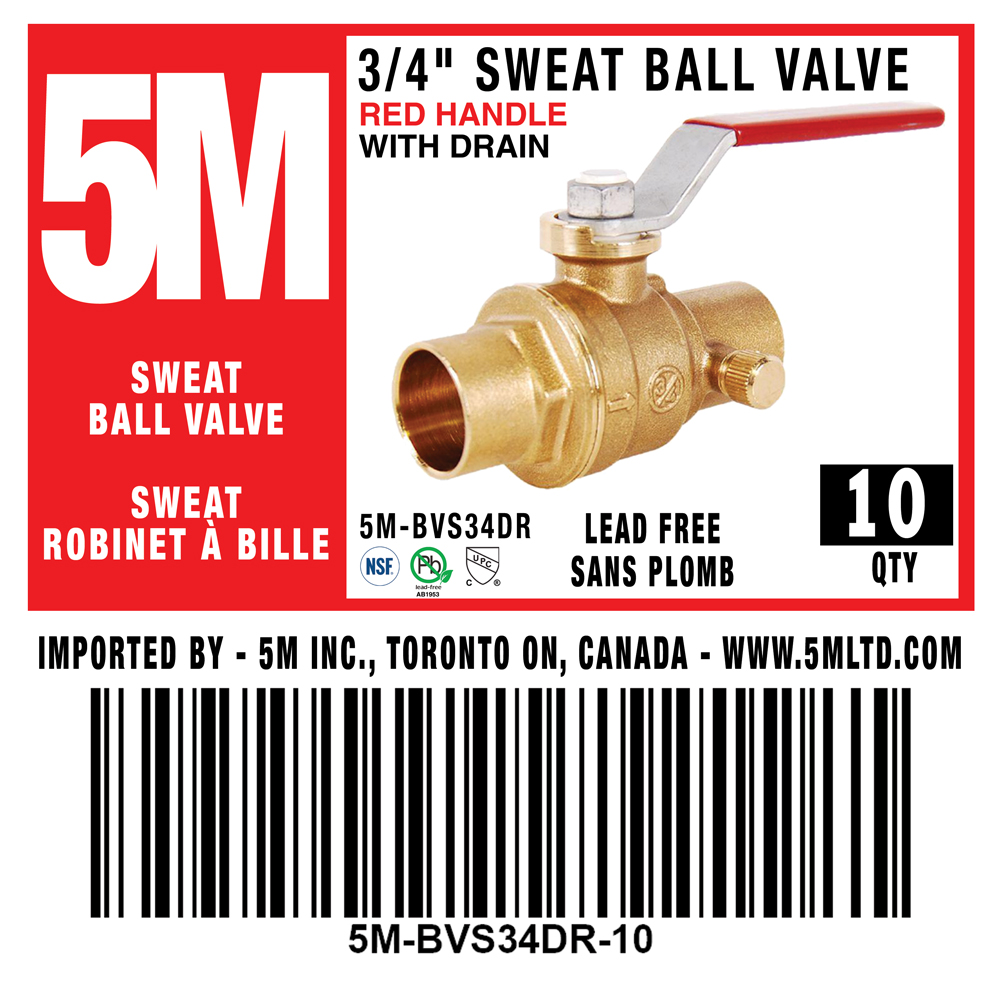 5M
SWEAT
BALL VALVE
SWEAT
ROBINET À BILLE
3/4" SWEAT BALL VALVE
RED HANDLE
WITH DRAIN
1
5M-BVS34DR
NSF.
Pb
lead-free
AB1953
UPC
C ®
LEAD FREE
SANS PLOMB
10
QTY
IMPORTED BY - 5M INC., TORONTO ON, CANADA - WWW.5MLTD.COM
5M-BVS34DR-10